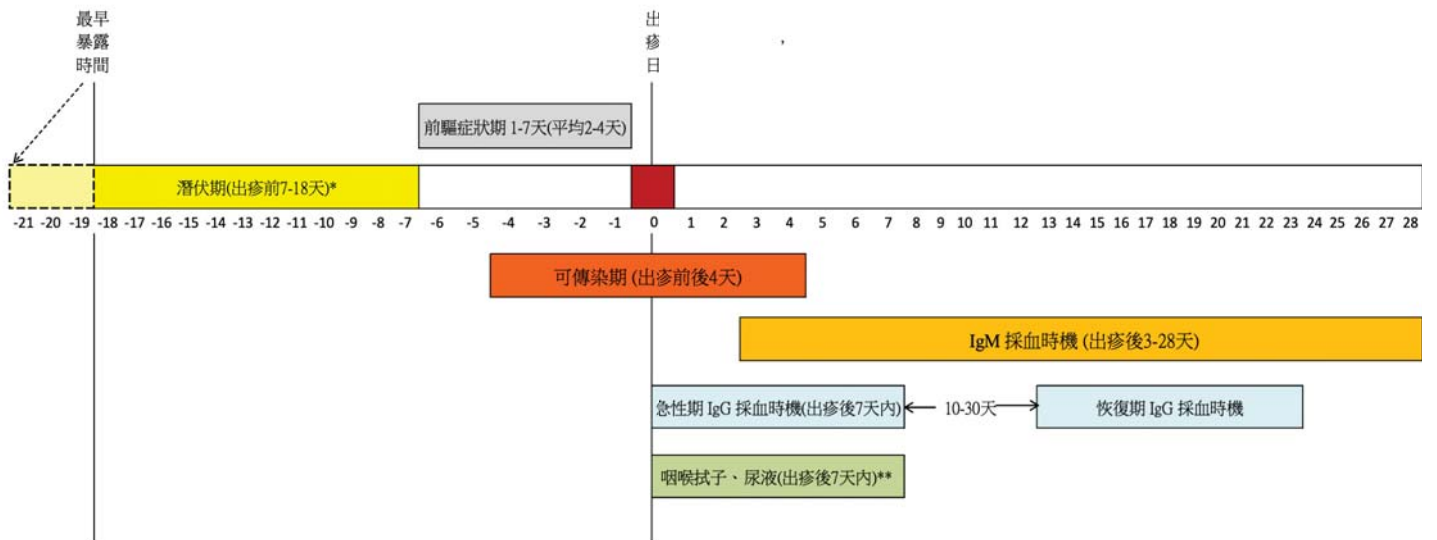 最早
暴露
時間
出
疹
日
，
前驅症狀期 1-7天(平均2-4天)
潛伏期(出疹前7-18天)*
-21 -20 -19 -18 -17 -16 -15 -14 -13 -12 -11 -10 -9 -8 -7 -6 -5 -4 -3 -2 -1 0 1 2 3 4 5 6 7 8 9 10 11 12 13 14 15 16 17 18 19 20 21 22 23 24 25 26 27 28
可傳染期 (出疹前後4天)
IgM 採血時機 (出疹後3-28天)
急性期 IgG 採血時機(出疹後7天內)
10-30天
恢復期 IgG 採血時機
咽喉拭子、尿液(出疹後7天內)**